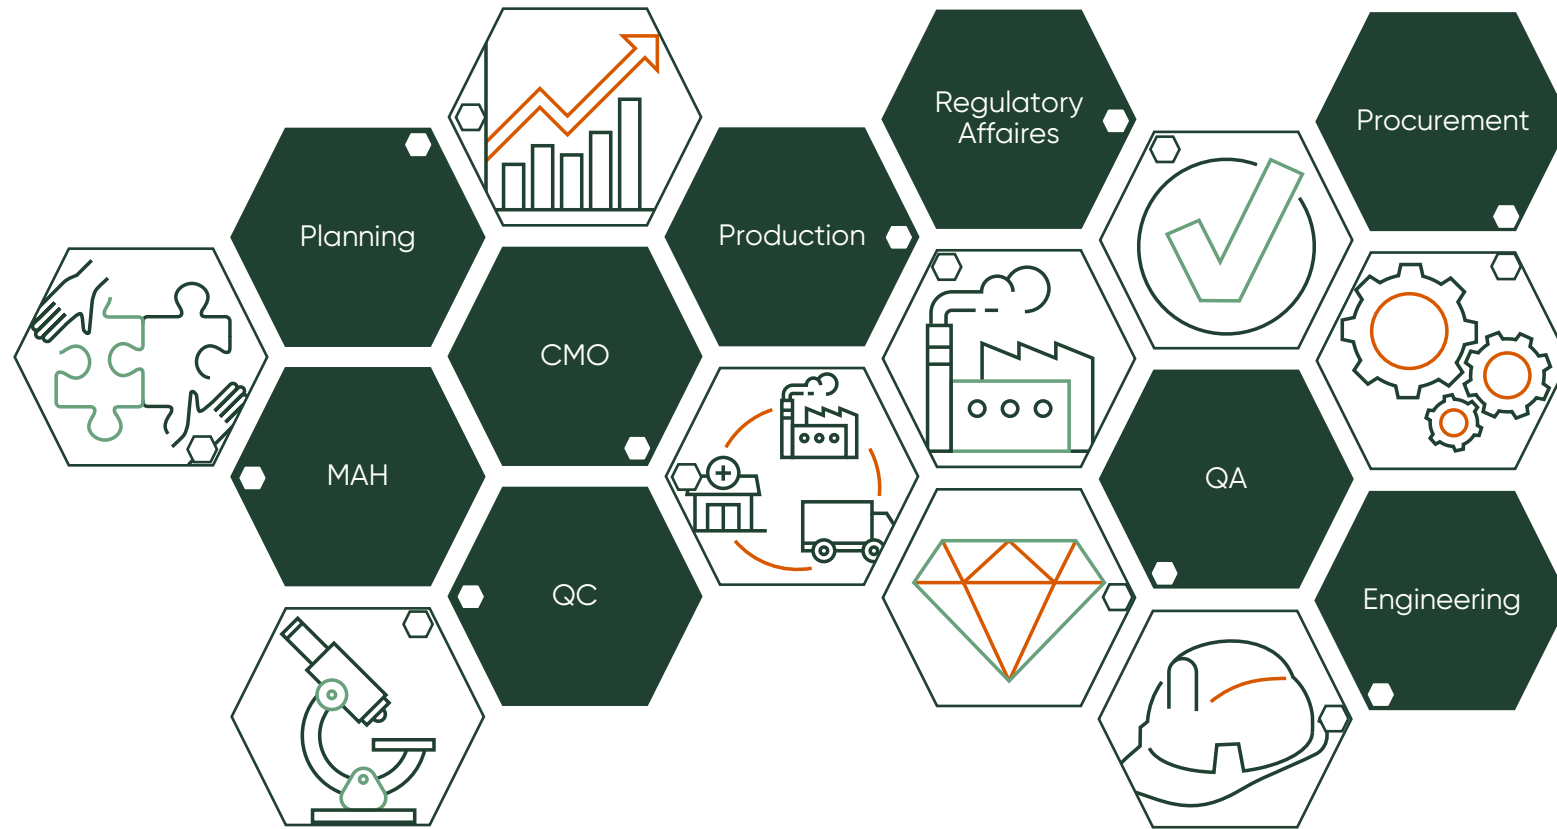 Regulatory
Affaires
Procurement
Planning
Production
CMO
MAH
QA
QC
Engineering